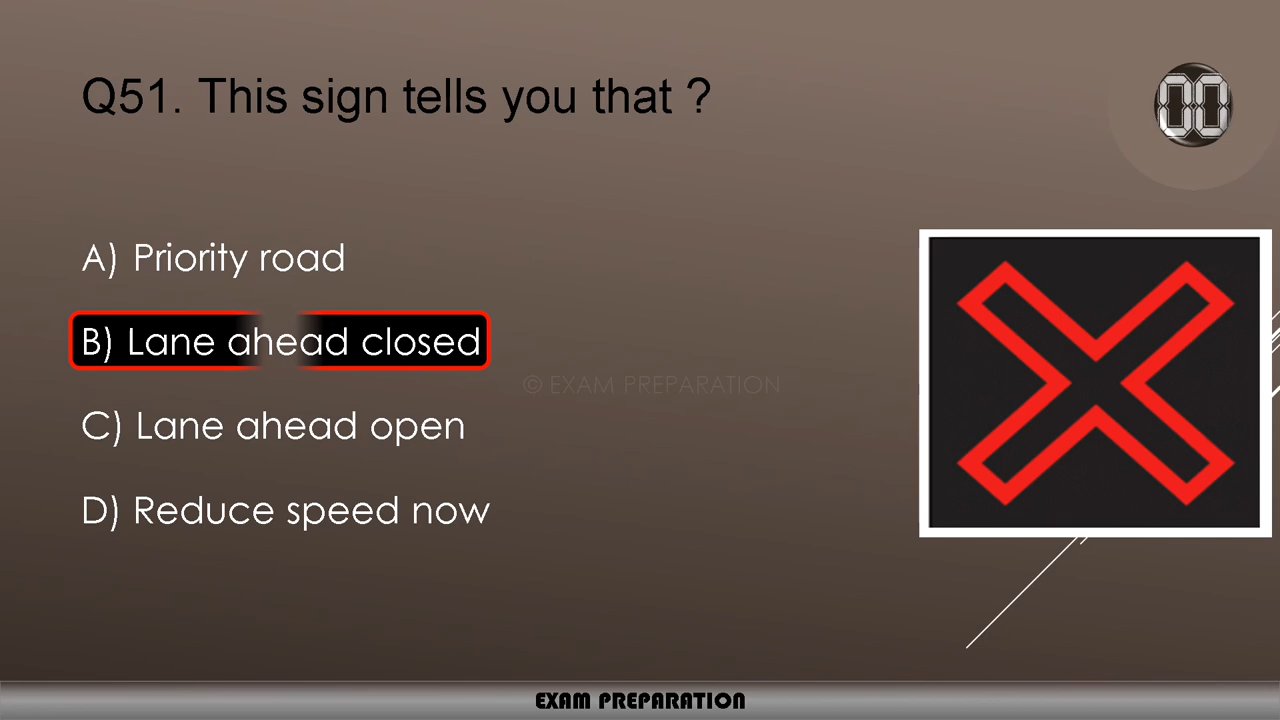 Q51. This sign tells you that ?
00
A) Priority road
B) Lane ahead closed
© EXAM PREPARATION
C) Lane ahead open
D) Reduce speed now
EXAM PREPARATION